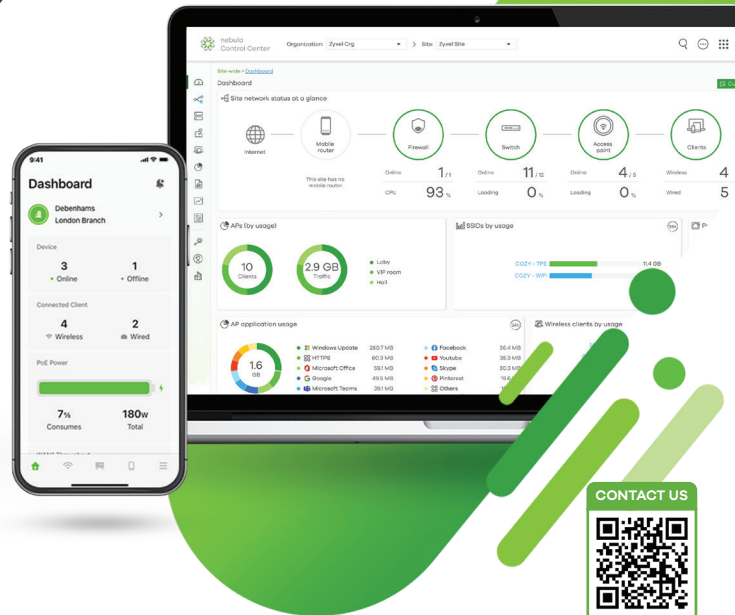 nebula
Control Center
Organization: Zyxel Org
Site: Zyxel Site
Site-wide > Dashboard
Dashboard
Site network status at a glance
Internet
Mobile
router
This site has no
mobile router
Firewall
Online 1 /1
CPU 93 %
Switch
Online 11 /12
Loading 0 %
Access
point
Online 4 /5
Loading 0 %
Clients
Wireless 4
Wired 5
APs (by usage)
10
Clients
2.9 GB
Traffic
Loby
VIP room
Hall
SSIDs by usage
24h
COZY - TPE 11.4 GB
COZY - WIFI
AP application usage
24h
1.6
GB
Windows Update 280.7 MB
HTTPS 60.3 MB
Microsoft Office 59.1 MB
Google 49.5 MB
Microsoft Teams 39.1 MB
Facebook 36.4 MB
Youtube 35.3 MB
Skype 30.3 MB
Pinterest
Others
Wireless clients by usage
9:41
Dashboard
Debenhams
London Branch
Device
3
Online
1
Offline
Connected Client
4
Wireless
2
Wired
PoE Power
7%
Consumes
180W
Total
CONTACT US